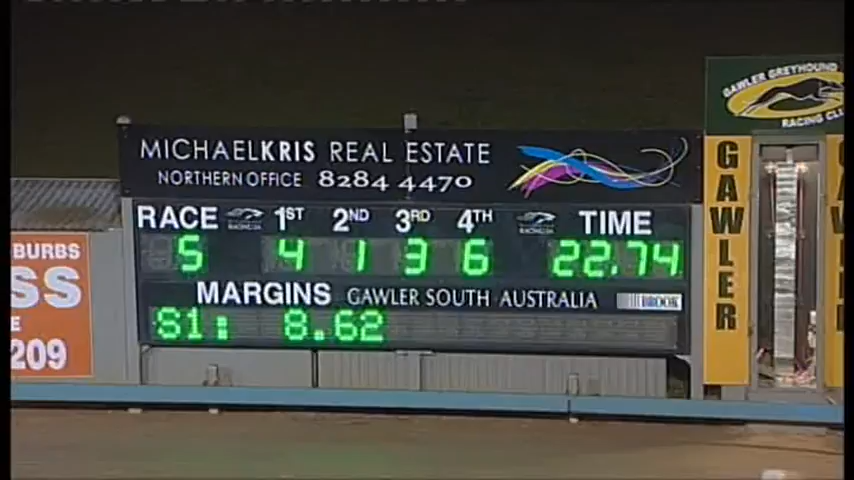 GAWLER GREYHOUND
RACING CLUB
MICHAELKRIS REAL ESTATE
NORTHERN OFFICE 8284 4470
RACE 1ST 2ND 3RD 4TH TIME
5 4 1 3 6 22.74
MARGINS GAWLER SOUTH AUSTRALIA BROOK
S1: 8.62
GAWLER
BURBS
SS
E
209